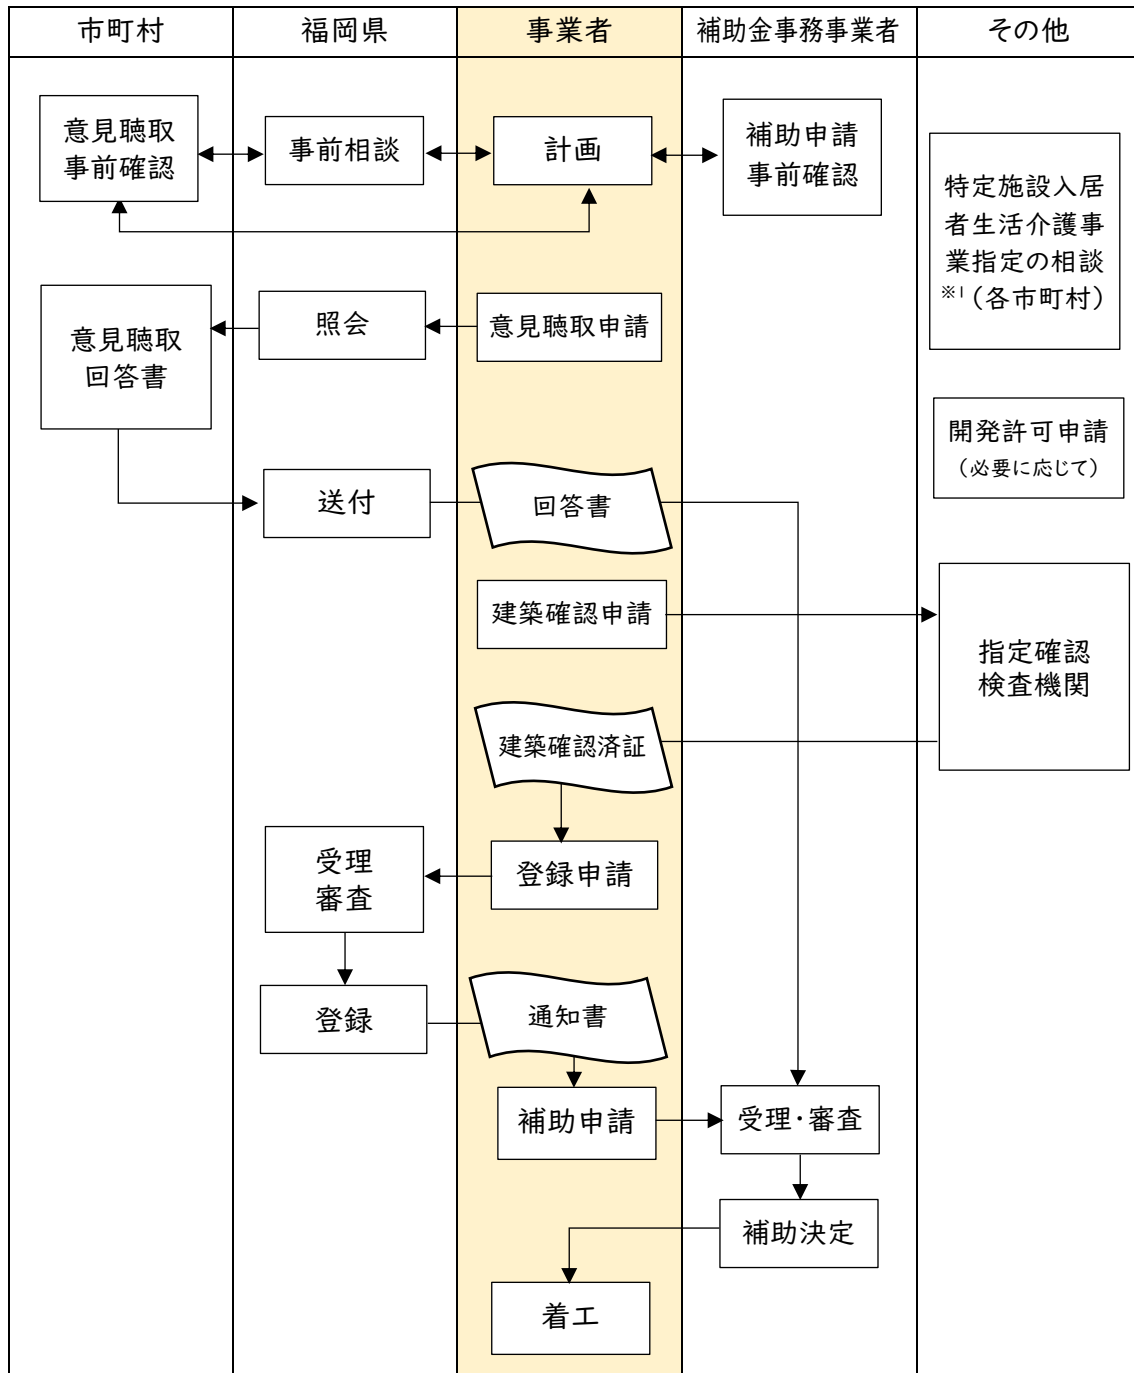 市町村
福岡県
事業者
補助金事務事業者
その他
意見聴取
事前確認
事前相談
計画
補助申請
事前確認
特定施設入居
者生活介護事
業指定の相談
※1（各市町村）
意見聴取
回答書
照会
意見聴取申請
開発許可申請
（必要に応じて）
送付
回答書
建築確認申請
指定確認
検査機関
建築確認済証
受理
審査
登録申請
登録
通知書
補助申請
受理・審査
補助決定
着工